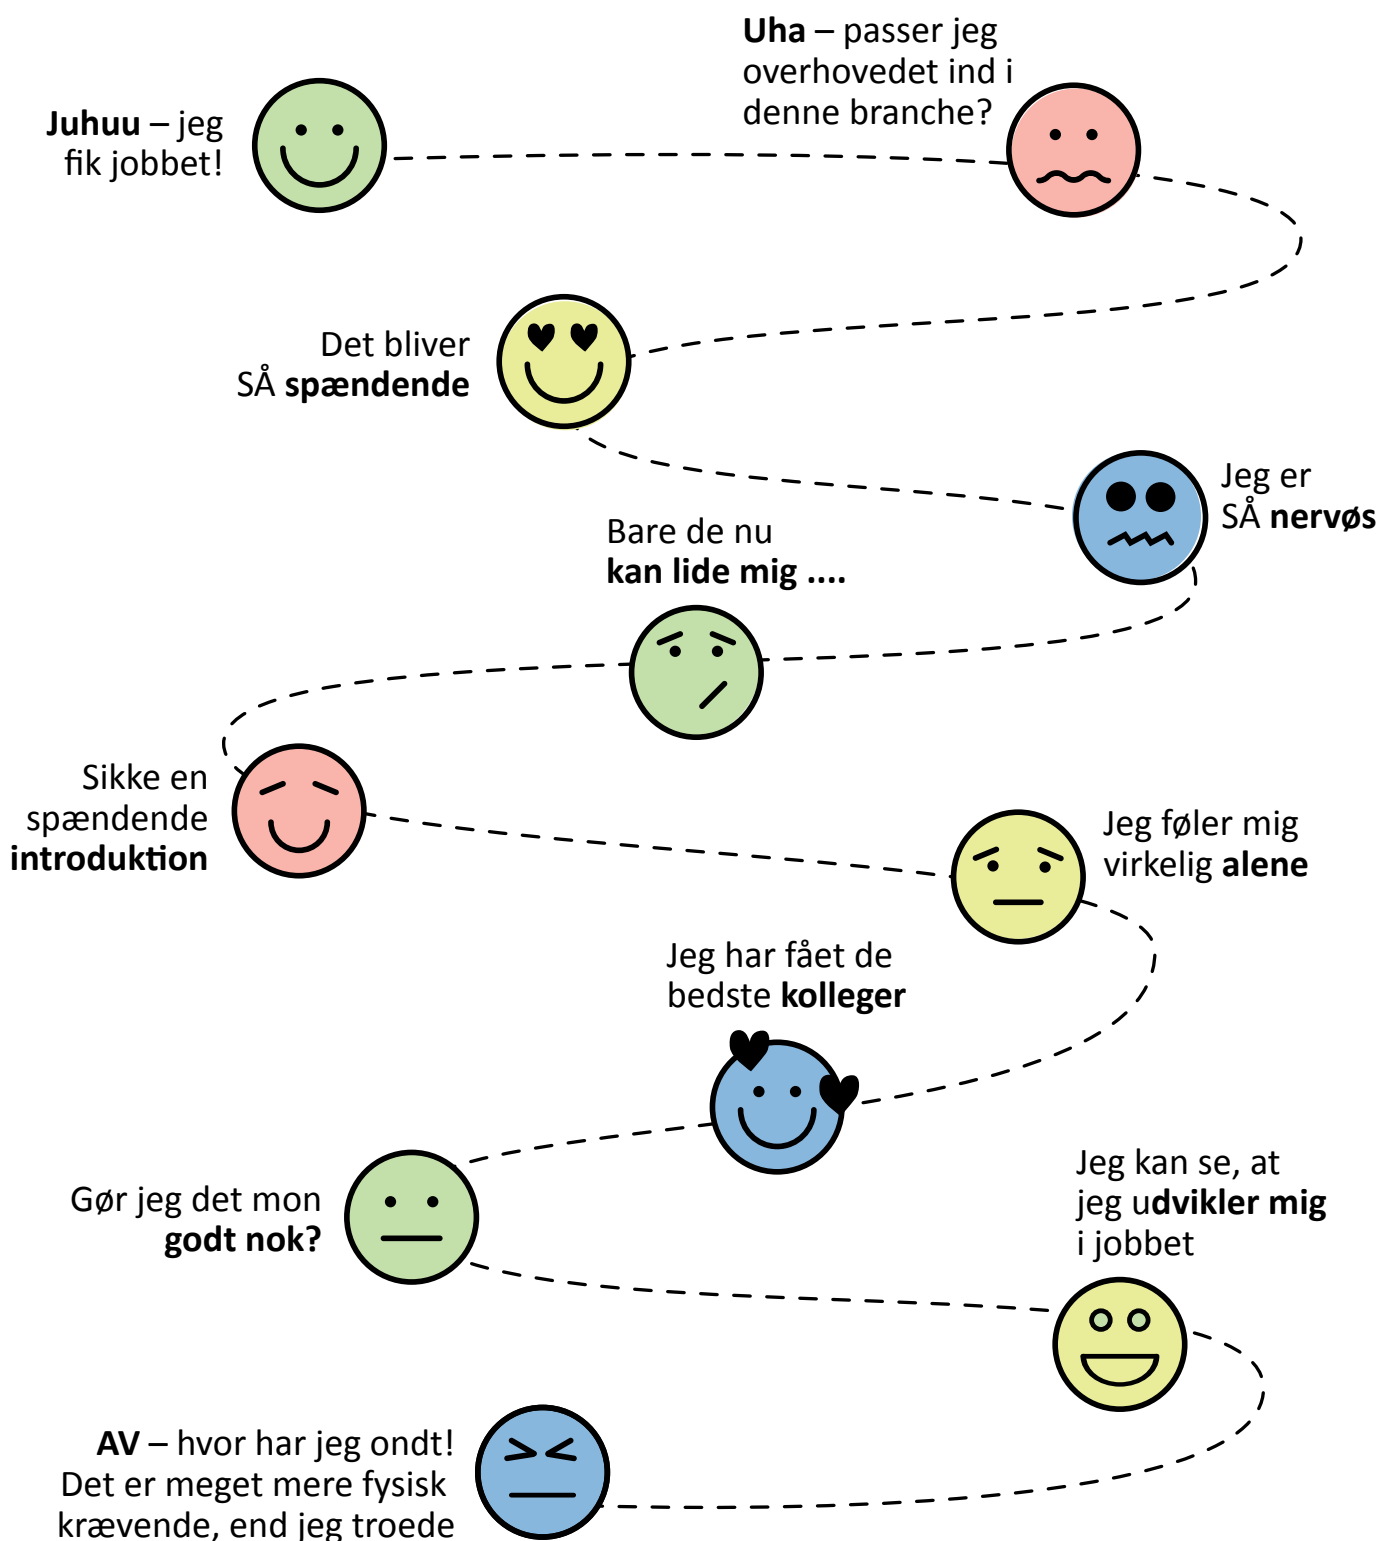 Juhuu – jeg
fik jobbet!
Uha – passer jeg
overhovedet ind i
denne branche?
Det bliver
SÅ spændende
Jeg er
SÅ nervøs
Bare de nu
kan lide mig ....
Sikke en
spændende
introduktion
Jeg føler mig
virkelig alene
Jeg har fået de
bedste kolleger
Gør jeg det mon
godt nok?
Jeg kan se, at
jeg udvikler mig
i jobbet
AV – hvor har jeg ondt!
Det er meget mere fysisk
krævende, end jeg troede